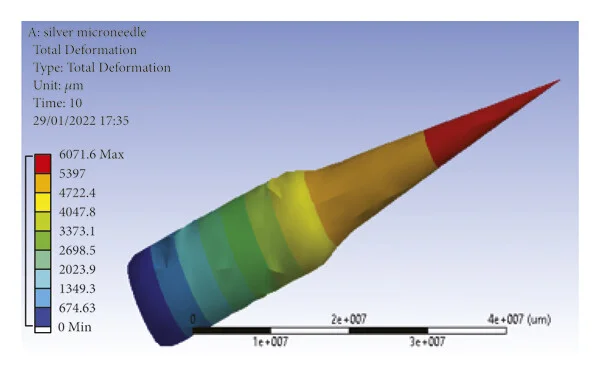 A: silver microneedle
Total Deformation
Type: Total Deformation
Unit: μm
Time: 10
29/01/2022 17:35
6071.6 Max
5397
4722.4
4047.8
3373.1
2698.5
2023.9
1349.3
674.63
0 Min
0 2e+007 4e+007 (um)
1e+007 3e+007